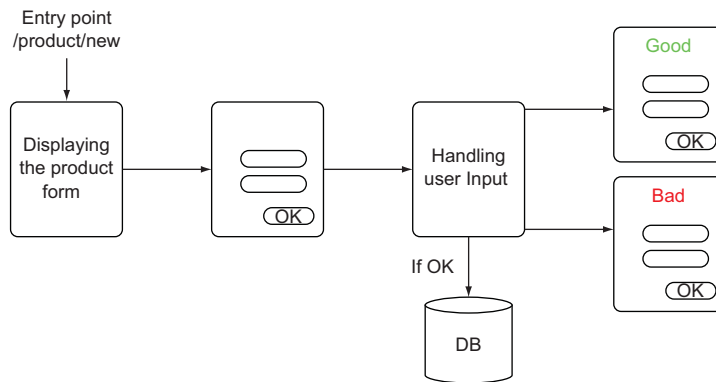 Entry point
/product/new
Displaying
the product
form
OK
Handling
user Input
If OK
DB
Good
OK
Bad
OK